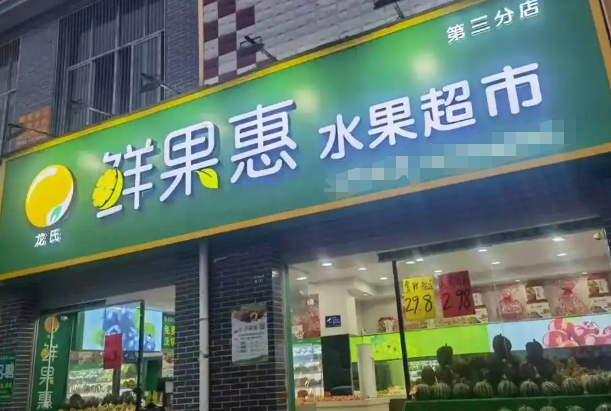 第三分店
鲜果惠 水果超市
龙氏
29.8
2.98
鲜果惠